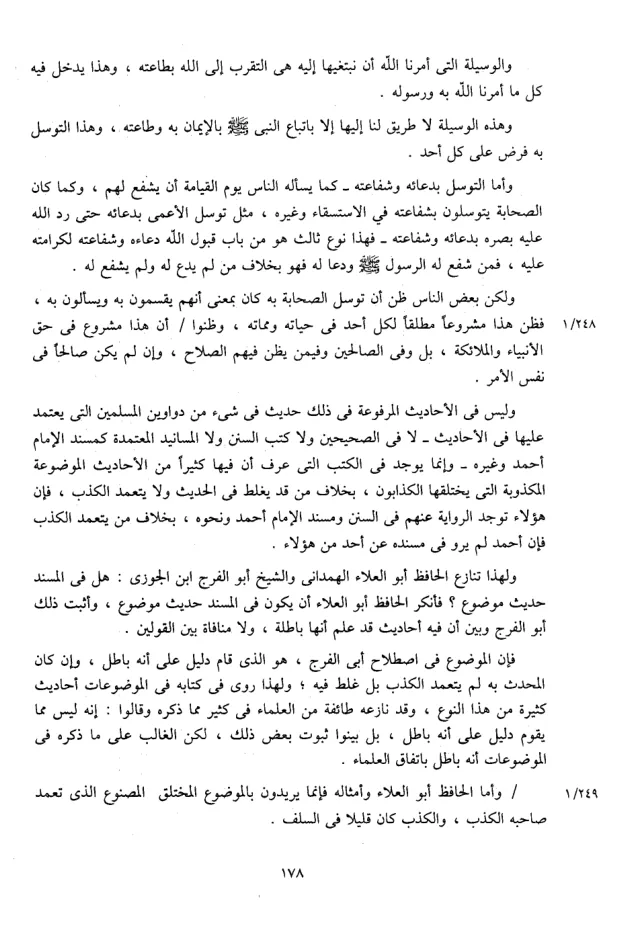 والوسيلة التى أمرنا اللّه أن نبتغيها إليه هى التقرب إلى الله بطاعته ، وهذا يدخل فيه
كل ما أمرنا اللّه به ورسوله .
وهذه الوسيلة لا طريق لنا إليها إلا باتباع النبى ﷺ بالإيمان به وطاعته ، وهذا التوسل
به فرض على كل أحد .
وأما التوسل بدعائه وشفاعته ــ كما يسأله الناس يوم القيامة أن يشفع لهم ، وكما كان
الصحابة يتوسلون بشفاعته في الاستسقاء وغيره ، مثل توسل الأعمى بدعائه حتى رد الله
عليه بصره بدعائه وشفاعته ــ فهذا نوع ثالث هو من باب قبول اللّه دعاءه وشفاعته لكرامته
عليه ، فمن شفع له الرسول ﷺ ودعا له فهو بخلاف من لم يدع له ولم يشفع له .
ولكن بعض الناس ظن أن توسل الصحابة به كان بمعنى أنهم يقسمون به ويسألون به ،
فظن هذا مشروعاً مطلقاً لكل أحد فى حياته ومماته ، وظنوا / أن هذا مشروع فى حق ١/٢٤٨
الأنبياء والملائكة ، بل وفى الصالحين وفيمن يظن فيهم الصلاح ، وإن لم يكن صالحاً فى
نفس الأمر .
وليس فى الأحاديث المرفوعة فى ذلك حديث فى شىء من دواوين المسلمين التى يعتمد
عليها فى الأحاديث ــ لا فى الصحيحين ولا كتب السنن ولا المسانيد المعتمدة كمسند الإمام
أحمد وغيره ــ وإنما يوجد فى الكتب التى عرف أن فيها كثيراً من الأحاديث الموضوعة
المكذوبة التى يختلقها الكذابون ، بخلاف من قد يغلط فى الحديث ولا يتعمد الكذب ، فإن
هؤلاء توجد الرواية عنهم فى السنن ومسند الإمام أحمد ونحوه ، بخلاف من يتعمد الكذب
فإن أحمد لم يرو فى مسنده عن أحد من هؤلاء .
ولهذا تنازع الحافظ أبو العلاء الهمدانى والشيخ أبو الفرج ابن الجوزى : هل فى المسند
حديث موضوع ؟ فأنكر الحافظ أبو العلاء أن يكون فى المسند حديث موضوع ، وأثبت ذلك
أبو الفرج وبين أن فيه أحاديث قد علم أنها باطلة ، ولا منافاة بين القولين .
فإن الموضوع فى اصطلاح أبى الفرج ، هو الذى قام دليل على أنه باطل ، وإن كان
المحدث به لم يتعمد الكذب بل غلط فيه ؛ ولهذا روى فى كتابه فى الموضوعات أحاديث
كثيرة من هذا النوع ، وقد نازعه طائفة من العلماء فى كثير مما ذكره وقالوا : إنه ليس مما
يقوم دليل على أنه باطل ، بل بينوا ثبوت بعض ذلك ، لكن الغالب على ما ذكره فى
الموضوعات أنه باطل باتفاق العلماء .
/ وأما الحافظ أبو العلاء وأمثاله فإنما يريدون بالموضوع المختلق المصنوع الذى تعمد ١/٢٤٩
صاحبه الكذب ، والكذب كان قليلا فى السلف .
١٧٨